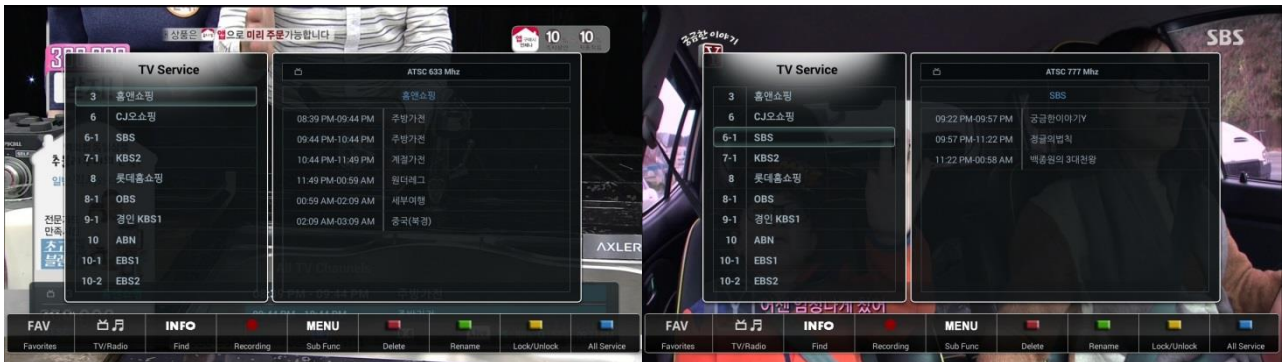 상품은 앱으로 미리 주문가능합니다
10 10
TV Service
3 홈앤쇼핑
6 CJ오쇼핑
6-1 SBS
7-1 KBS2
8 롯데홈쇼핑
8-1 OBS
9-1 경인 KBS1
10 ABN
10-1 EBS1
10-2 EBS2
ATSC 633 Mhz
홈앤쇼핑
08:39 PM-09:44 PM 주방가전
09:44 PM-10:44 PM 주방가전
10:44 PM-11:49 PM 계절가전
11:49 PM-00:59 AM 원더레그
00:59 AM-02:09 AM 세부여행
02:09 AM-03:09 AM 중국(북경)
AXLER
All TV Channels
FAV INFO MENU
Favorites TV/Radio Find Recording Sub Func Delete Rename Lock/Unlock All Service
궁금한 이야기
Y
SBS
TV Service
3 홈앤쇼핑
6 CJ오쇼핑
6-1 SBS
7-1 KBS2
8 롯데홈쇼핑
8-1 OBS
9-1 경인 KBS1
10 ABN
10-1 EBS1
10-2 EBS2
ATSC 777 Mhz
SBS
09:22 PM-09:57 PM 궁금한이야기Y
09:57 PM-11:22 PM 정글의법칙
11:22 PM-00:58 AM 백종원의 3대천왕
FAV INFO MENU
Favorites TV/Radio Find Recording Sub Func Delete Rename Lock/Unlock All Service